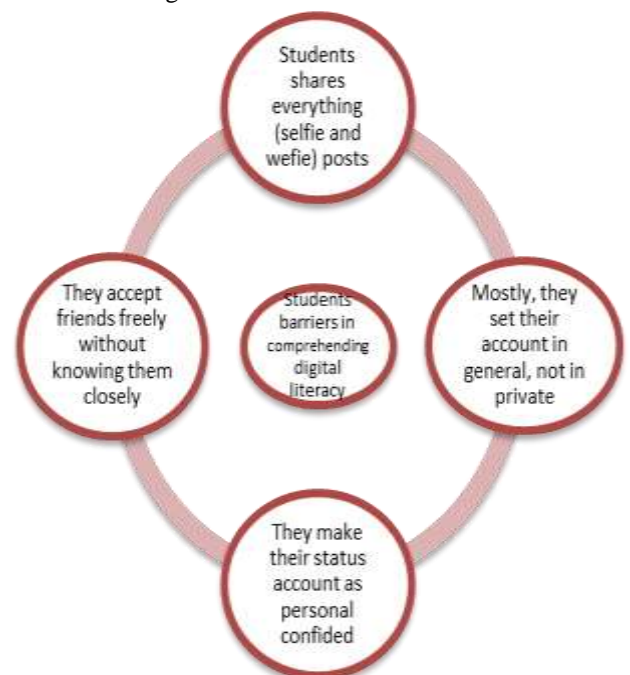 Students
shares
everything
(selfie and
wefie) posts
They accept
friends freely
without
knowing them
closely
Students
barriers in
comprehending
digital
literacy
Mostly, they
set their
account in
general, not in
private
They make
their status
account as
personal
confided